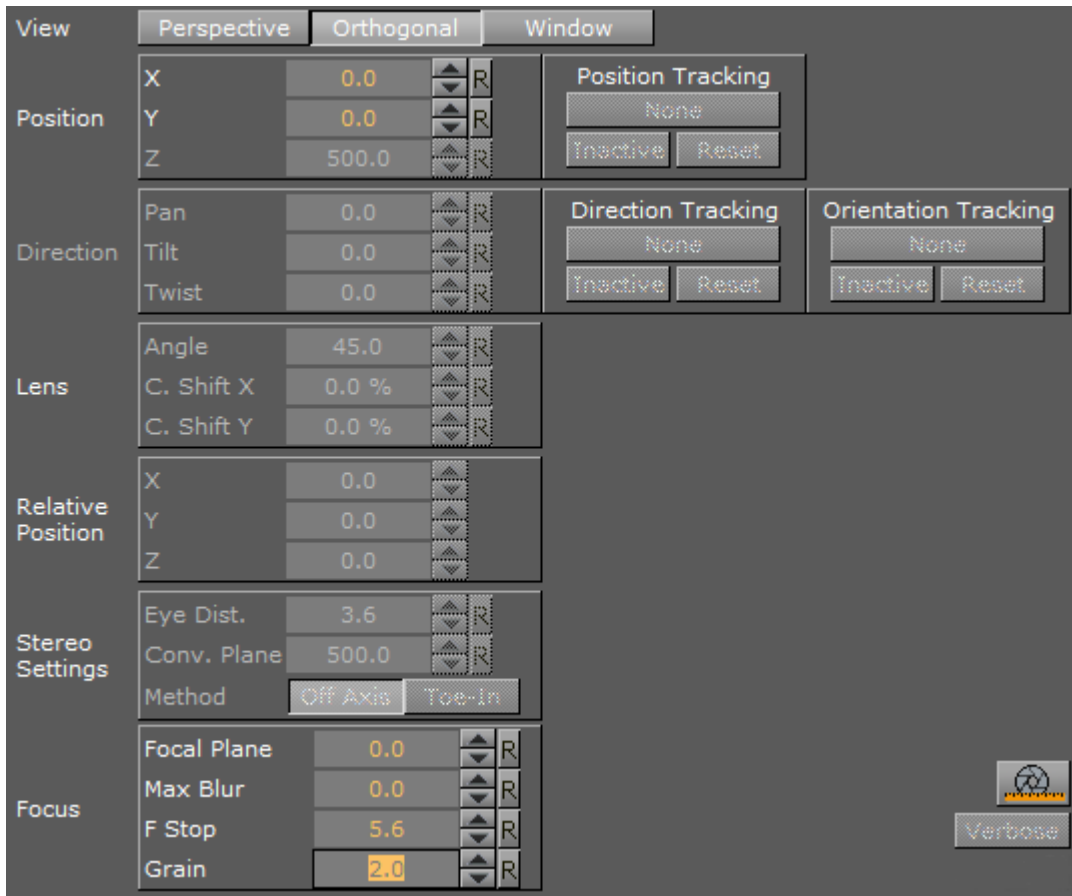 View Perspective Orthogonal Window
Position
X 0.0 R
Y 0.0 R
Z 500.0 R
Position Tracking
None
Inactive Reset
Direction
Pan 0.0 R
Tilt 0.0 R
Twist 0.0 R
Direction Tracking
None
Inactive Reset
Orientation Tracking
None
Inactive Reset
Lens
Angle 45.0 R
C. Shift X 0.0 % R
C. Shift Y 0.0 % R
Relative
Position
X 0.0
Y 0.0
Z 0.0
Stereo
Settings
Eye Dist. 3.6 R
Conv. Plane 500.0 R
Method Off Axis Toe-In
Focus
Focal Plane 0.0 R
Max Blur 0.0 R
F Stop 5.6 R
Grain 2.0 R
Verbose